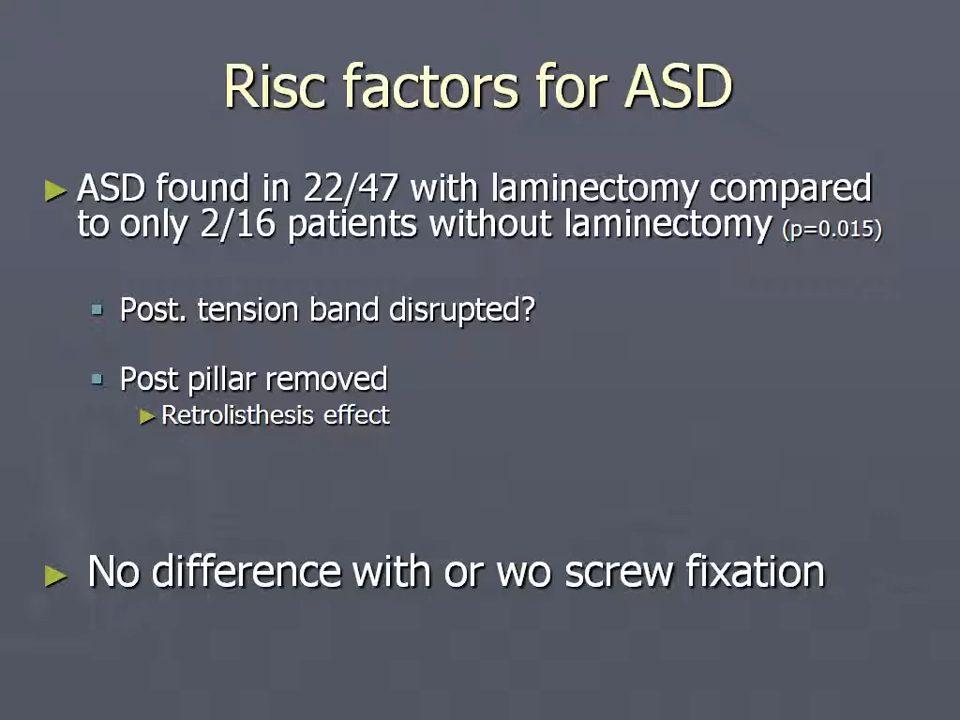 Risc factors for ASD
ASD found in 22/47 with laminectomy compared
to only 2/16 patients without laminectomy (p=0.015)
Post. tension band disrupted?
Post pillar removed
Retrolisthesis effect
No difference with or wo screw fixation